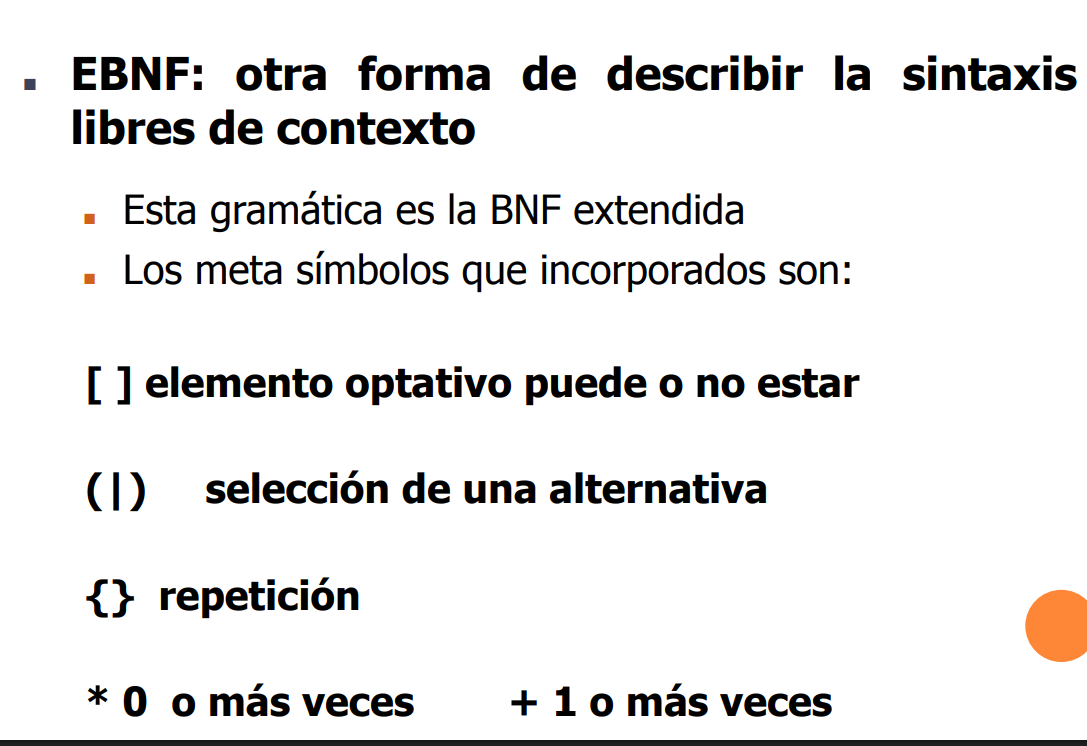 EBNF: otra forma de describir la sintaxis
libres de contexto
Esta gramática es la BNF extendida
Los meta símbolos que incorporados son:
[ ] elemento optativo puede o no estar
(|) selección de una alternativa
{} repetición
* 0 o más veces + 1 o más veces